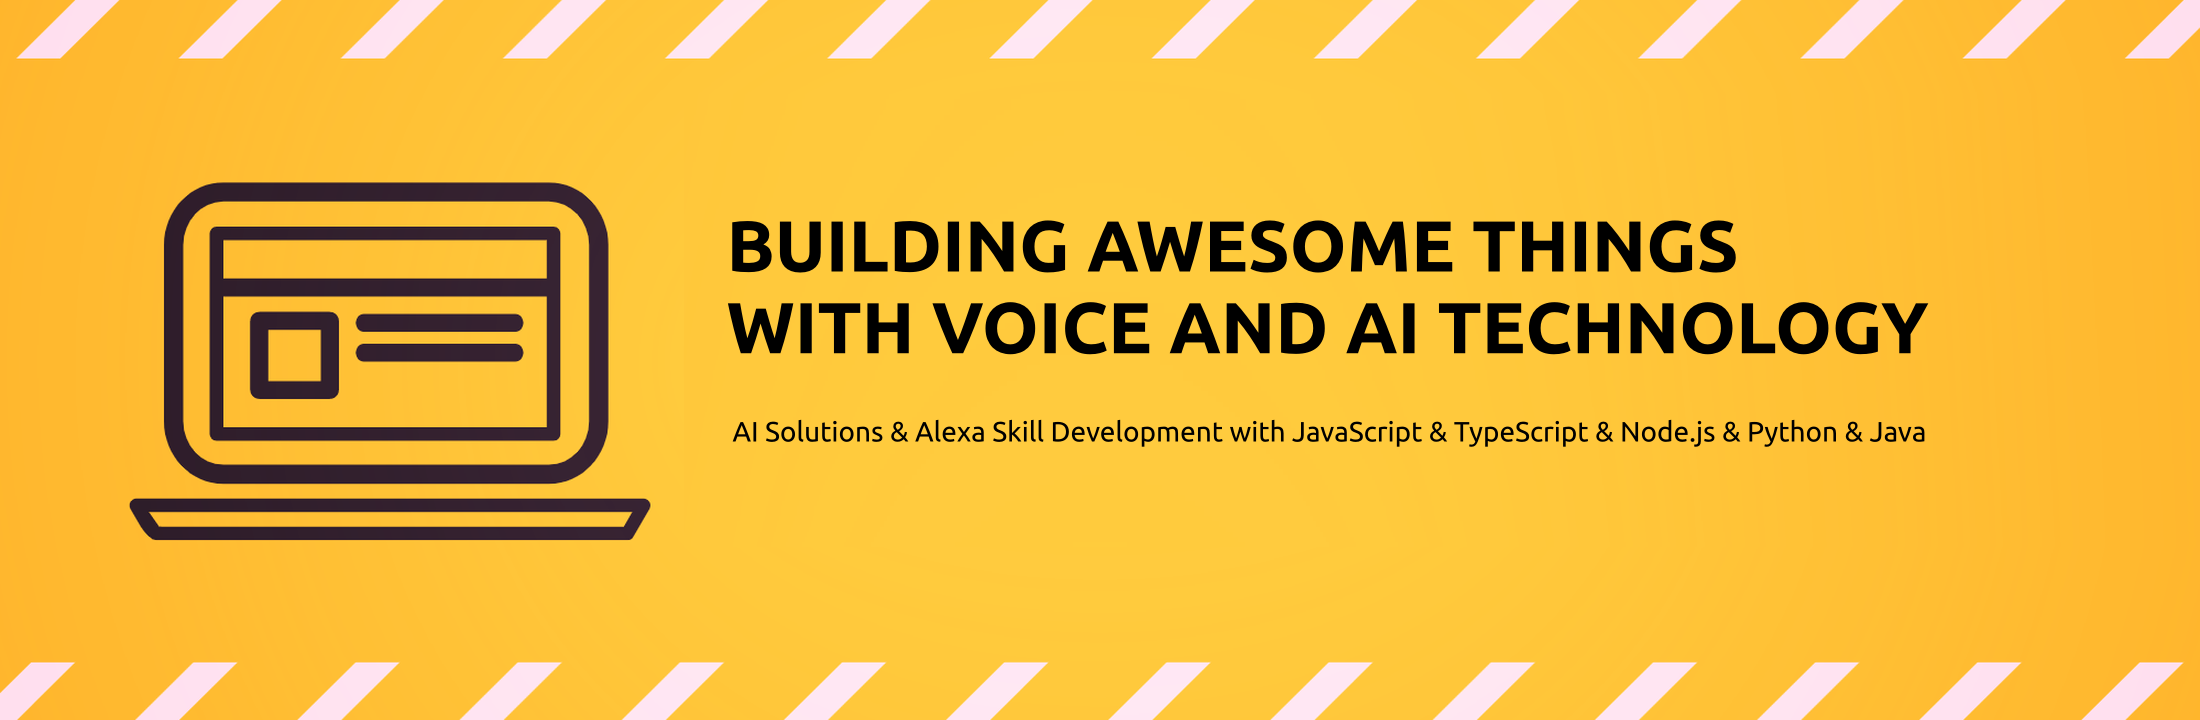 BUILDING AWESOME THINGS
WITH VOICE AND AI TECHNOLOGY
AI Solutions & Alexa Skill Development with JavaScript & TypeScript & Node.js & Python & Java